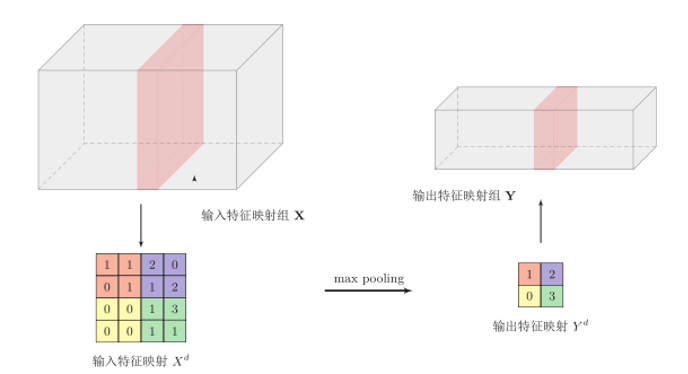 输入特征映射组 X
输出特征映射组 Y
1 1 2 0
0 1 1 2
0 0 1 3
0 0 1 1
max pooling
1 2
0 3
输入特征映射 X^d
输出特征映射 Y^d